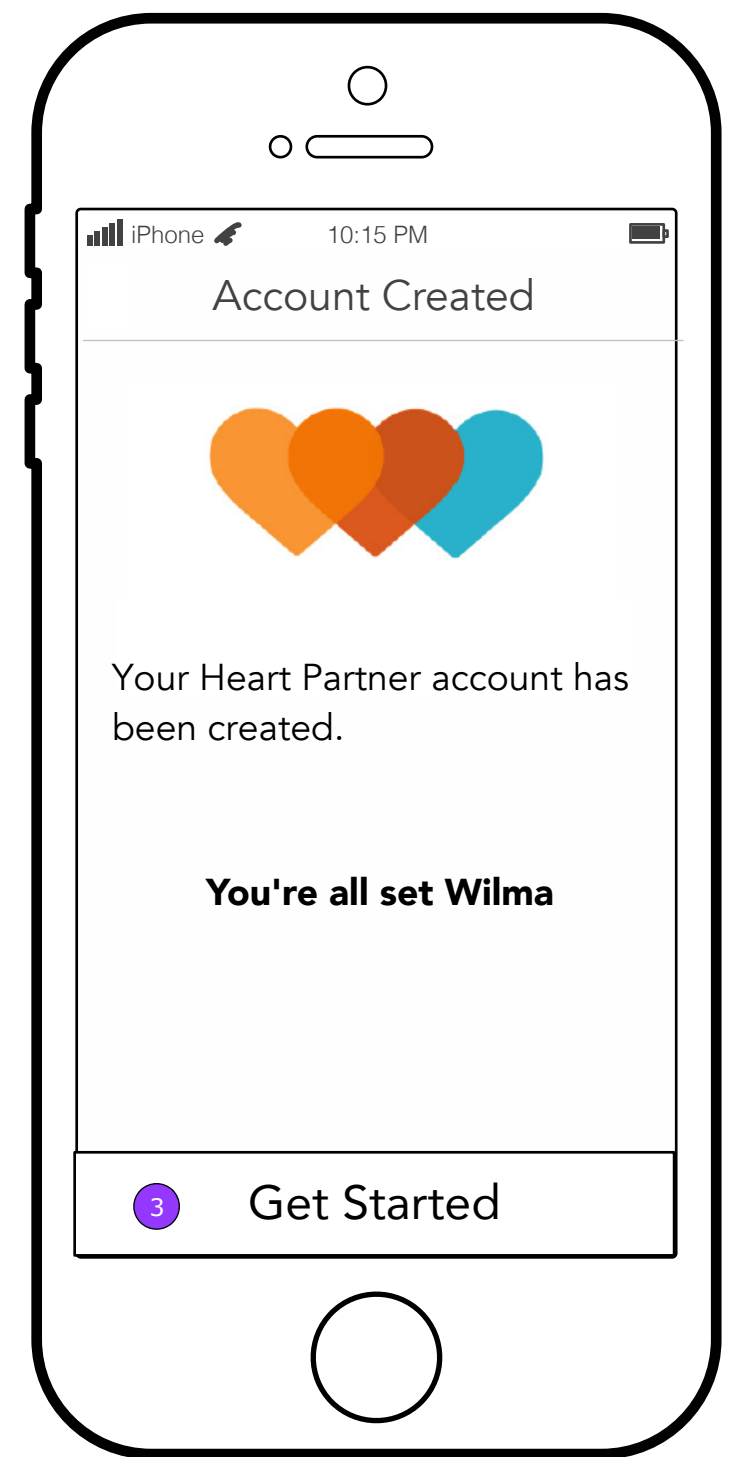 iPhone 10:15 PM
Account Created
Your Heart Partner account has
been created.
You're all set Wilma
3 Get Started